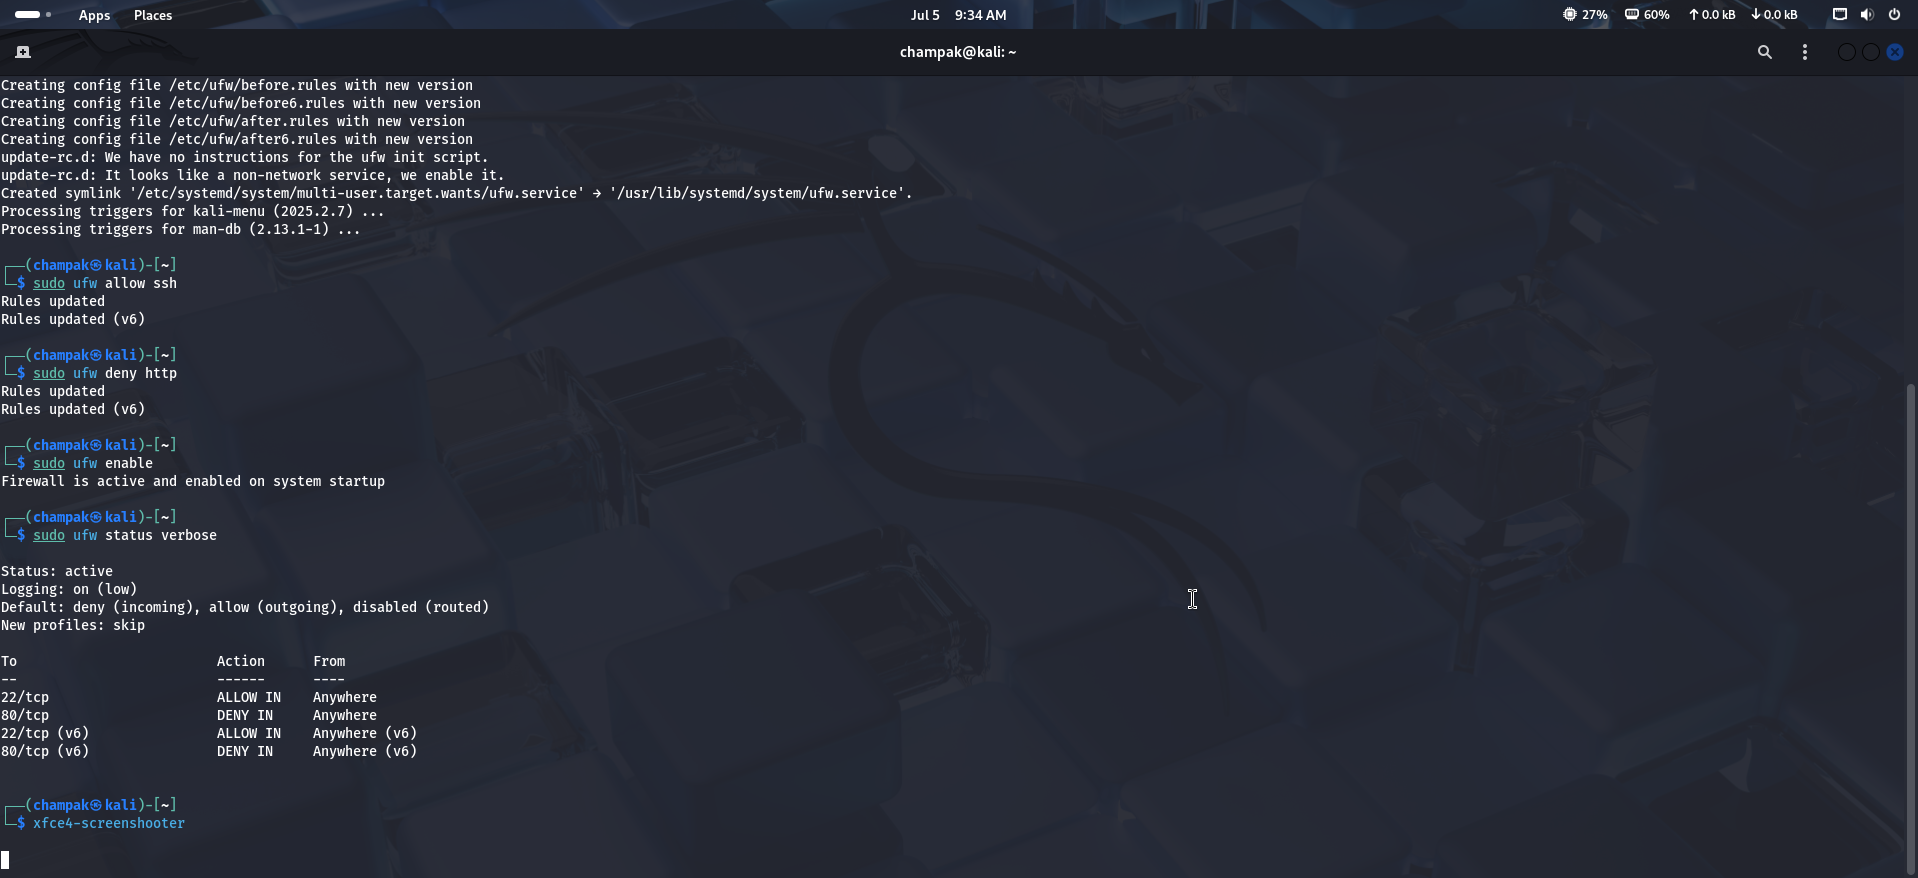 Apps Places Jul 5 9:34 AM 27% 60% ↑ 0.0 kB ↓ 0.0 kB
champak@kali: ~
Creating config file /etc/ufw/before.rules with new version
Creating config file /etc/ufw/before6.rules with new version
Creating config file /etc/ufw/after.rules with new version
Creating config file /etc/ufw/after6.rules with new version
update-rc.d: We have no instructions for the ufw init script.
update-rc.d: It looks like a non-network service, we enable it.
Created symlink '/etc/systemd/system/multi-user.target.wants/ufw.service' → '/usr/lib/systemd/system/ufw.service'.
Processing triggers for kali-menu (2025.2.7) ...
Processing triggers for man-db (2.13.1-1) ...
┌──(champak㉿kali)-[~]
└─$ sudo ufw allow ssh
Rules updated
Rules updated (v6)
┌──(champak㉿kali)-[~]
└─$ sudo ufw deny http
Rules updated
Rules updated (v6)
┌──(champak㉿kali)-[~]
└─$ sudo ufw enable
Firewall is active and enabled on system startup
┌──(champak㉿kali)-[~]
└─$ sudo ufw status verbose
Status: active
Logging: on (low)
Default: deny (incoming), allow (outgoing), disabled (routed)
New profiles: skip
To Action From
-- ------ ----
22/tcp ALLOW IN Anywhere
80/tcp DENY IN Anywhere
22/tcp (v6) ALLOW IN Anywhere (v6)
80/tcp (v6) DENY IN Anywhere (v6)
┌──(champak㉿kali)-[~]
└─$ xfce4-screenshooter